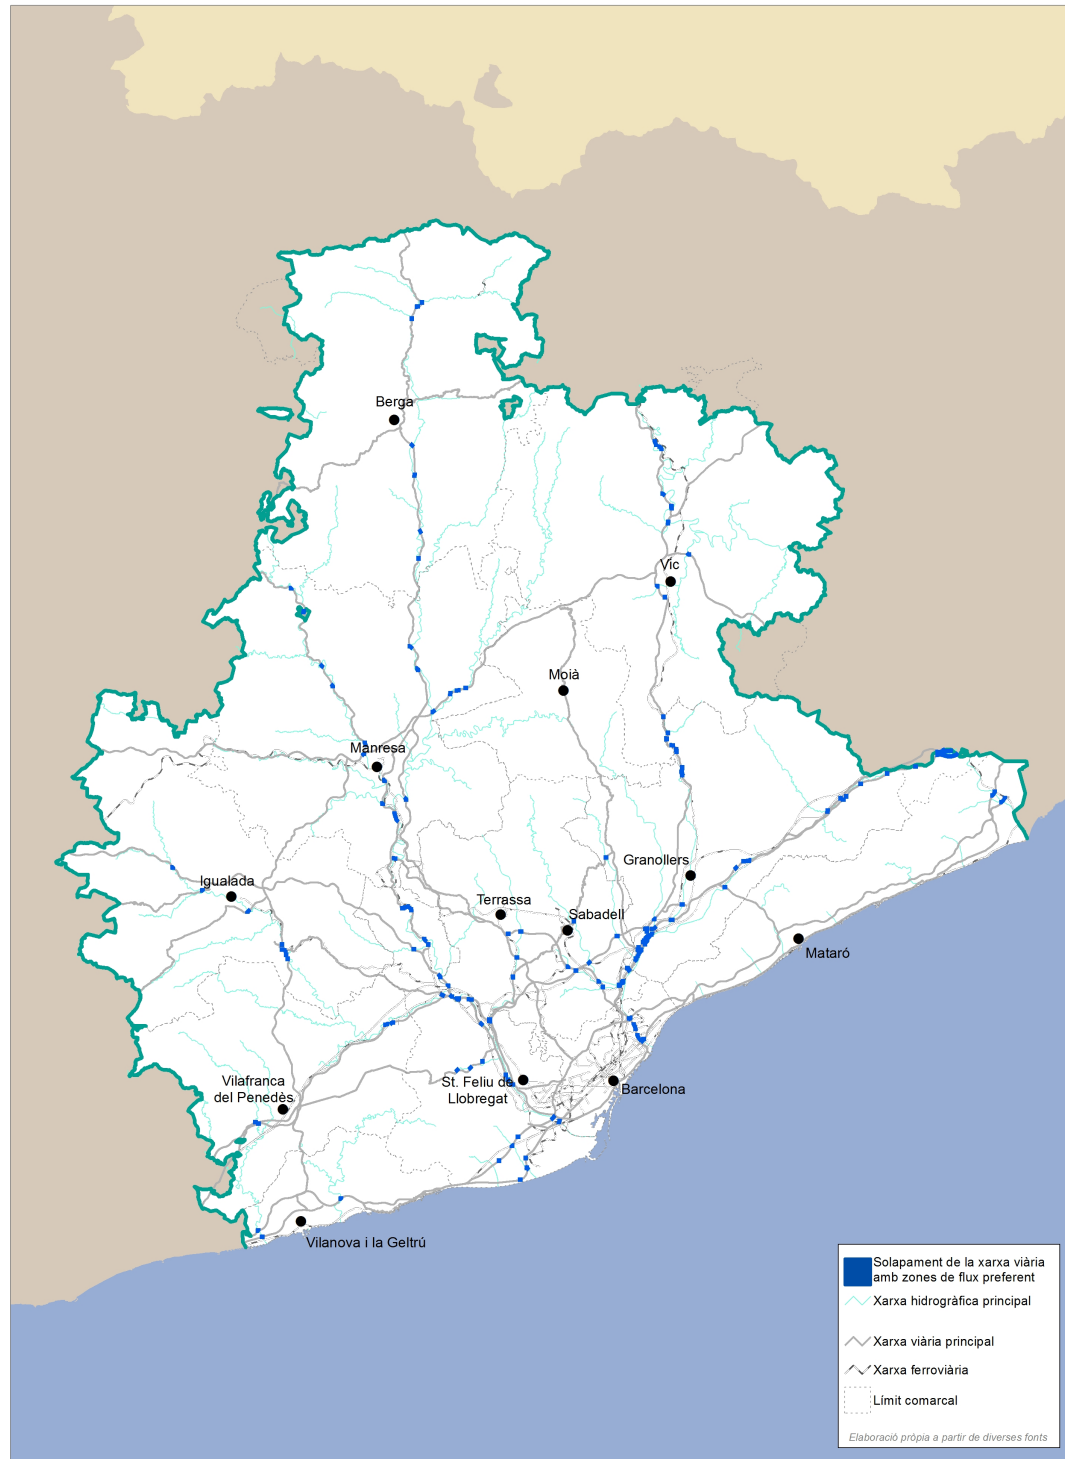 Berga
Vic
Moià
Manresa
Granollers
Igualada
Terrassa
Sabadell
Mataró
Vilafranca
del Penedès
St. Feliu de
Llobregat
Barcelona
Vilanova i la Geltrú
Solapament de la xarxa viària
amb zones de flux preferent
Xarxa hidrogràfica principal
Xarxa viària principal
Xarxa ferroviària
Límit comarcal
Elaboració pròpia a partir de diverses fonts